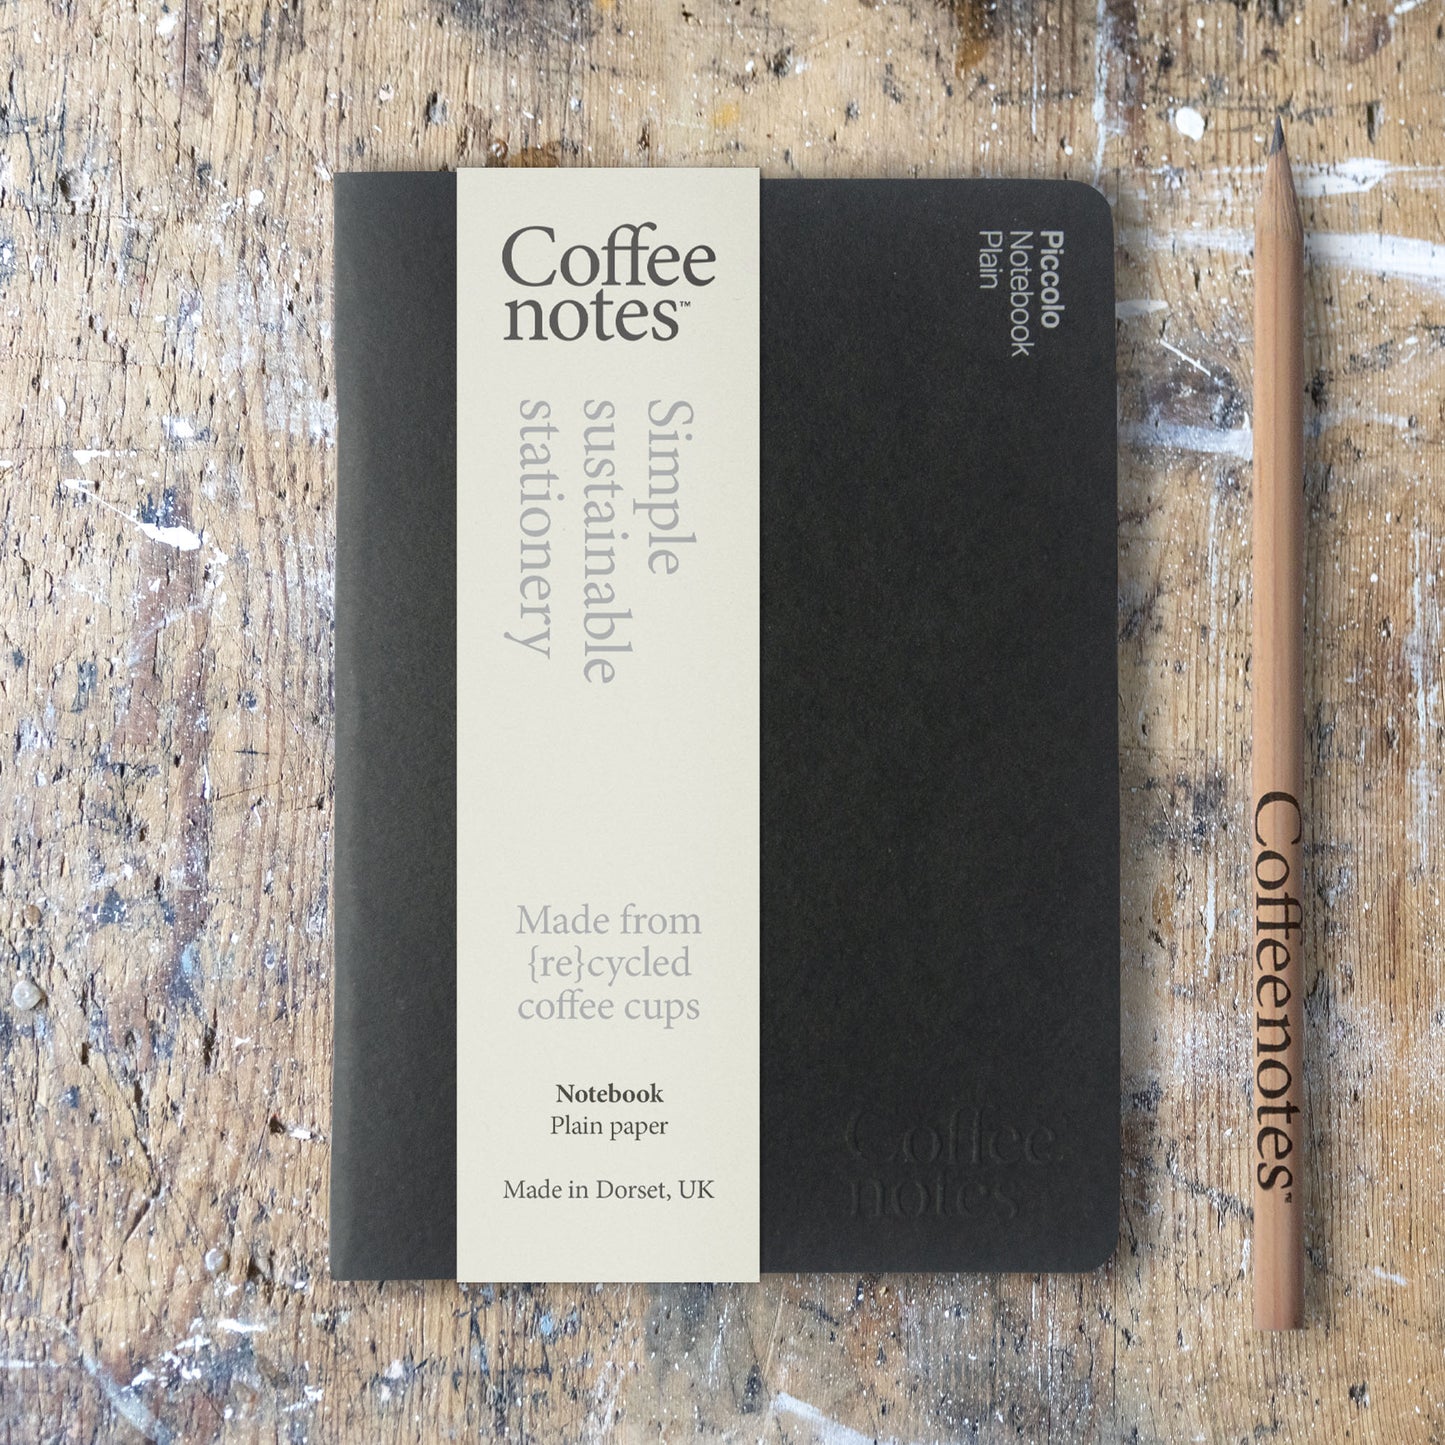 Coffee
notes™
Simple
sustainable
stationery
Made from
{re}cycled
coffee cups
Notebook
Plain paper
Made in Dorset, UK
Piccolo
Notebook
Plain
Coffee
notes
Coffeenotes™